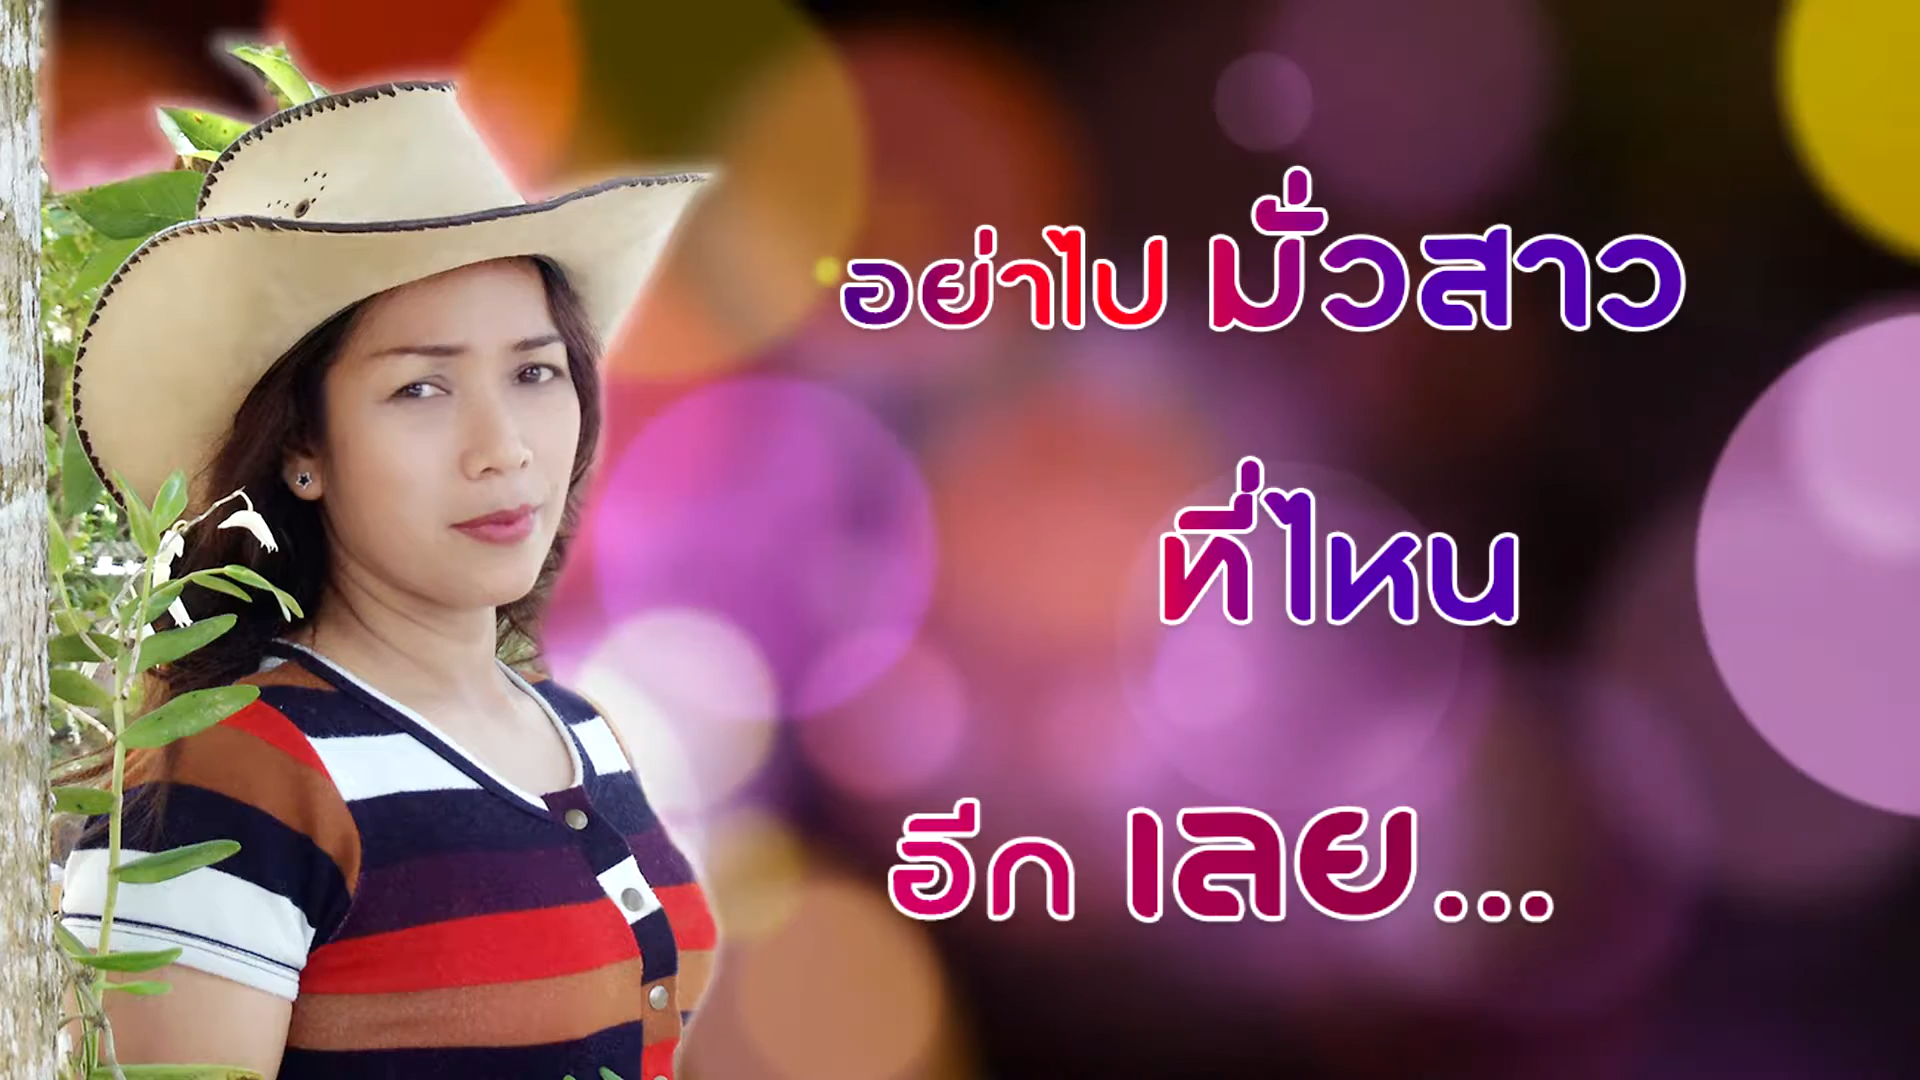 อย่าไป มั่วสาว
ที่ไหน
อีก เลย...